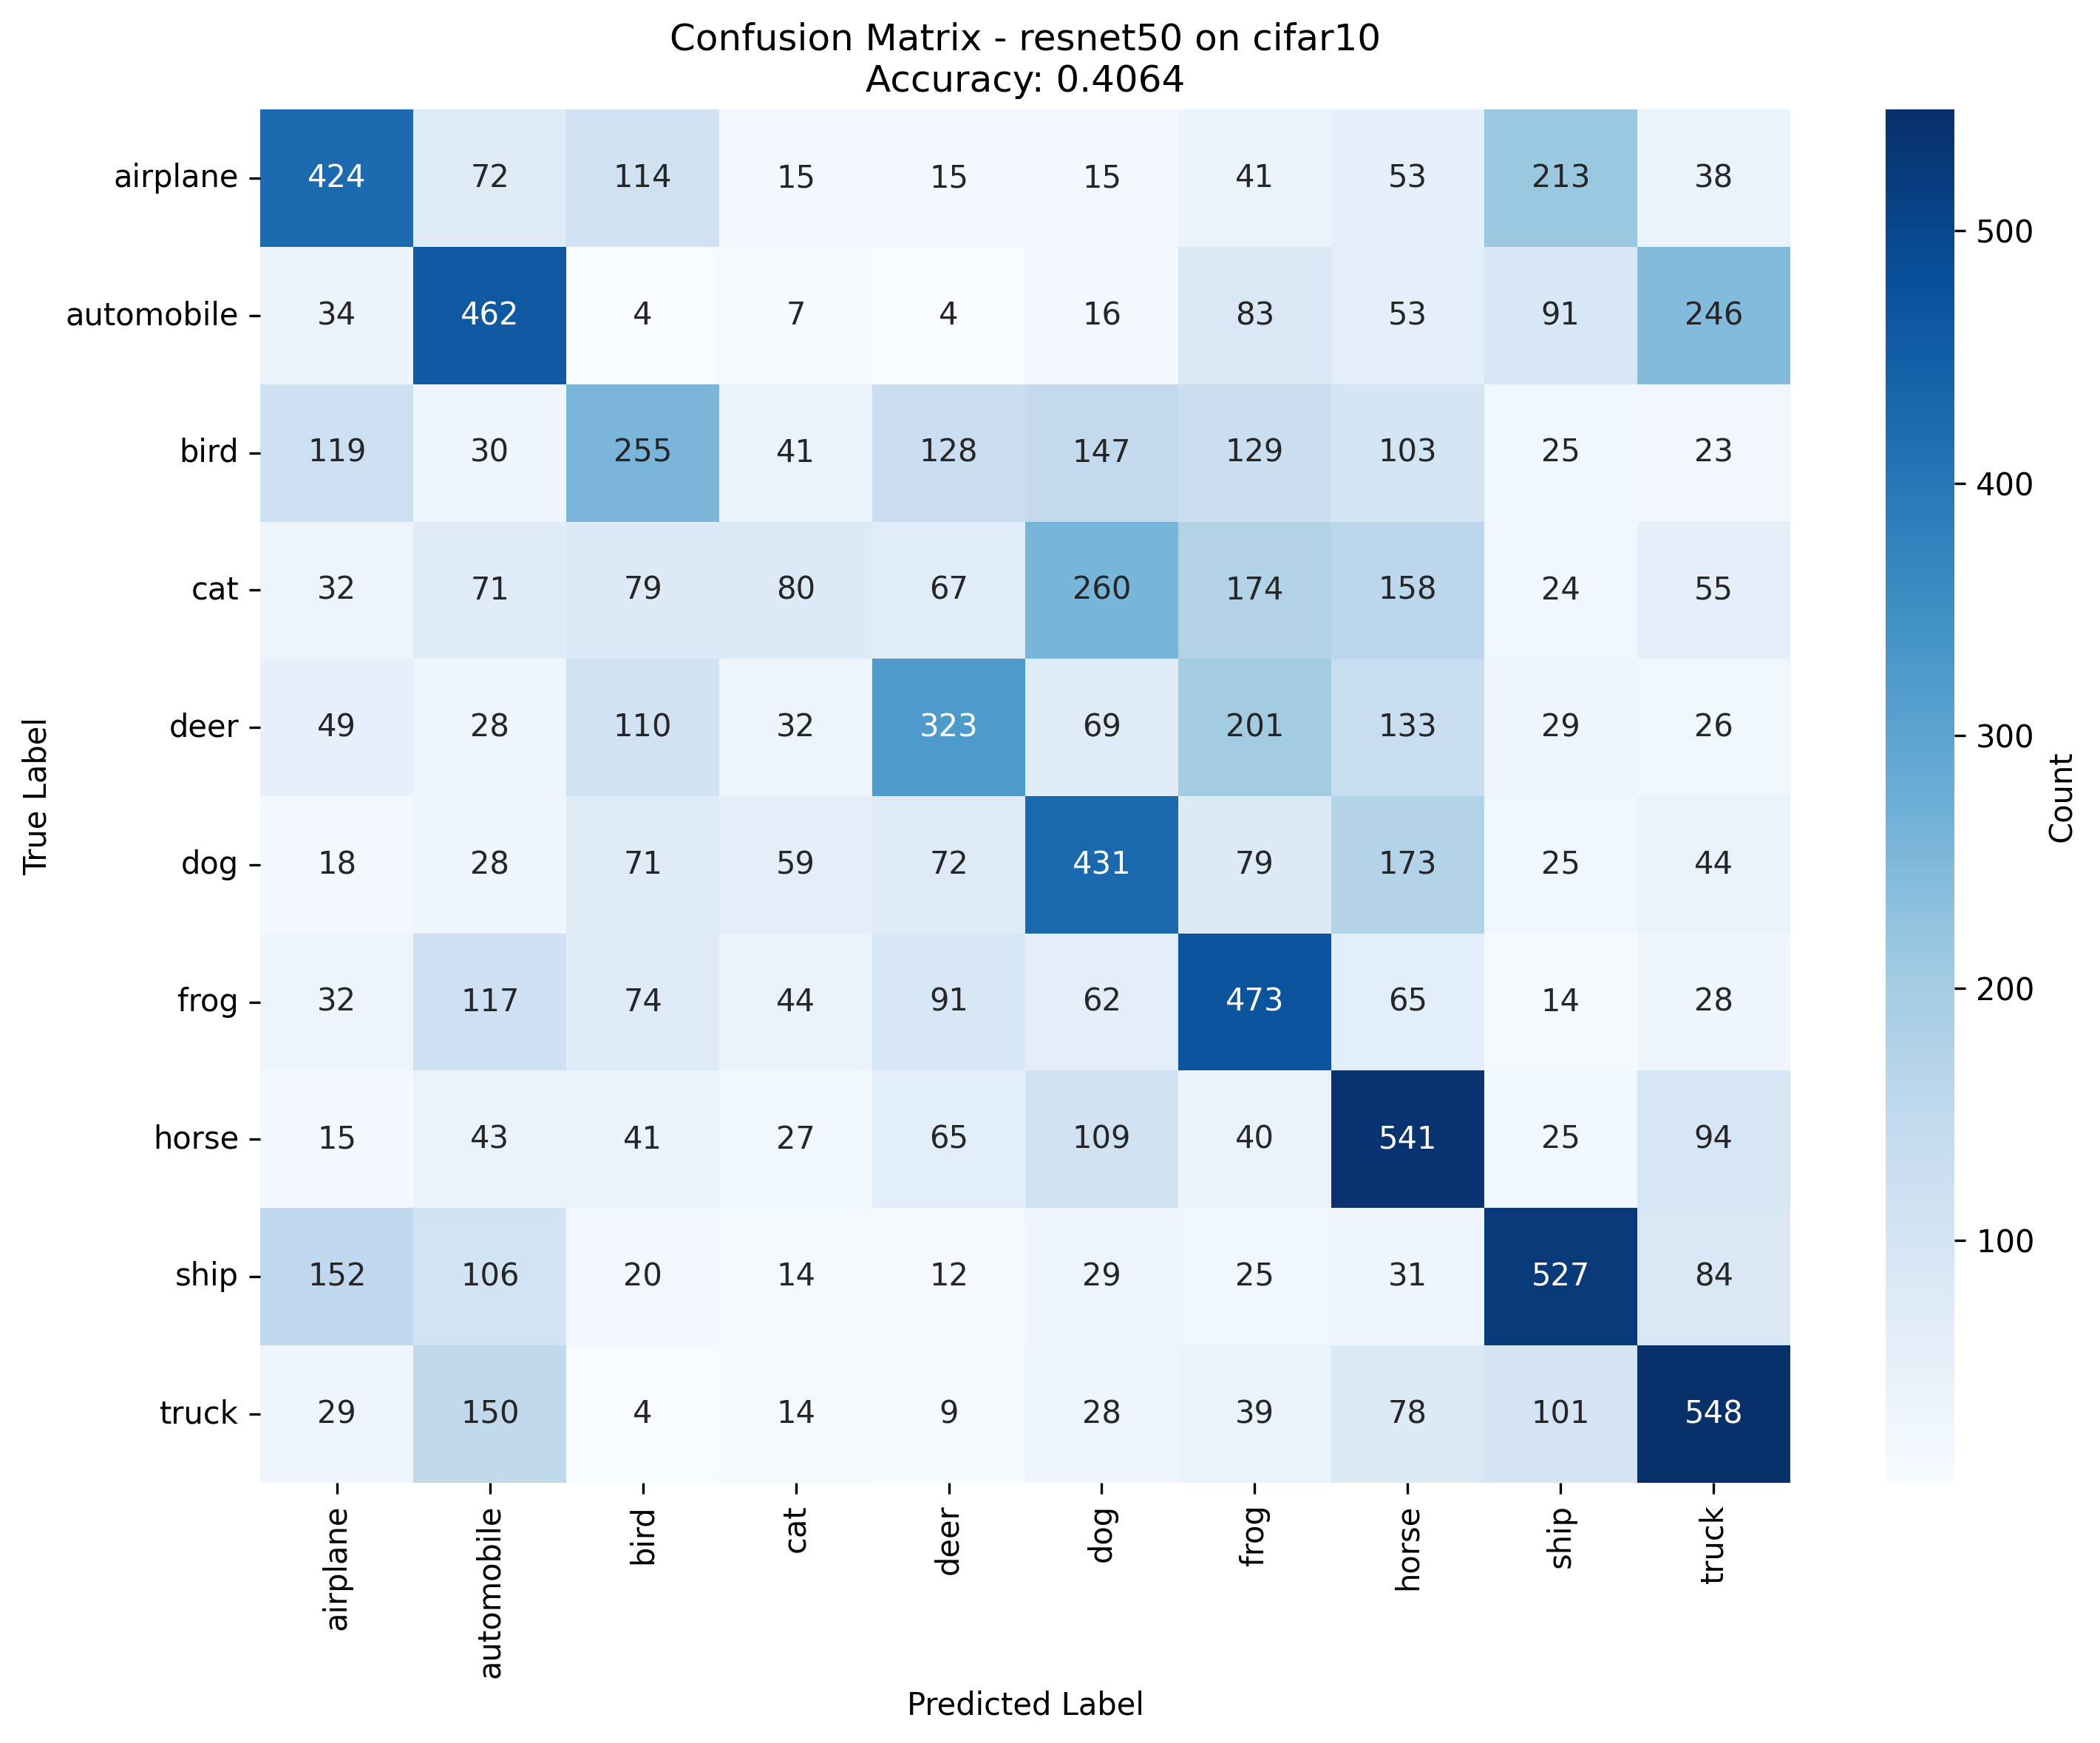 Confusion Matrix - resnet50 on cifar10
Accuracy: 0.4064
airplane 424 72 114 15 15 15 41 53 213 38
automobile 34 462 4 7 4 16 83 53 91 246
bird 119 30 255 41 128 147 129 103 25 23
cat 32 71 79 80 67 260 174 158 24 55
deer 49 28 110 32 323 69 201 133 29 26
dog 18 28 71 59 72 431 79 173 25 44
frog 32 117 74 44 91 62 473 65 14 28
horse 15 43 41 27 65 109 40 541 25 94
ship 152 106 20 14 12 29 25 31 527 84
truck 29 150 4 14 9 28 39 78 101 548
True Label
airplane automobile bird cat deer dog frog horse ship truck
Predicted Label
500
400
300
200
100
Count